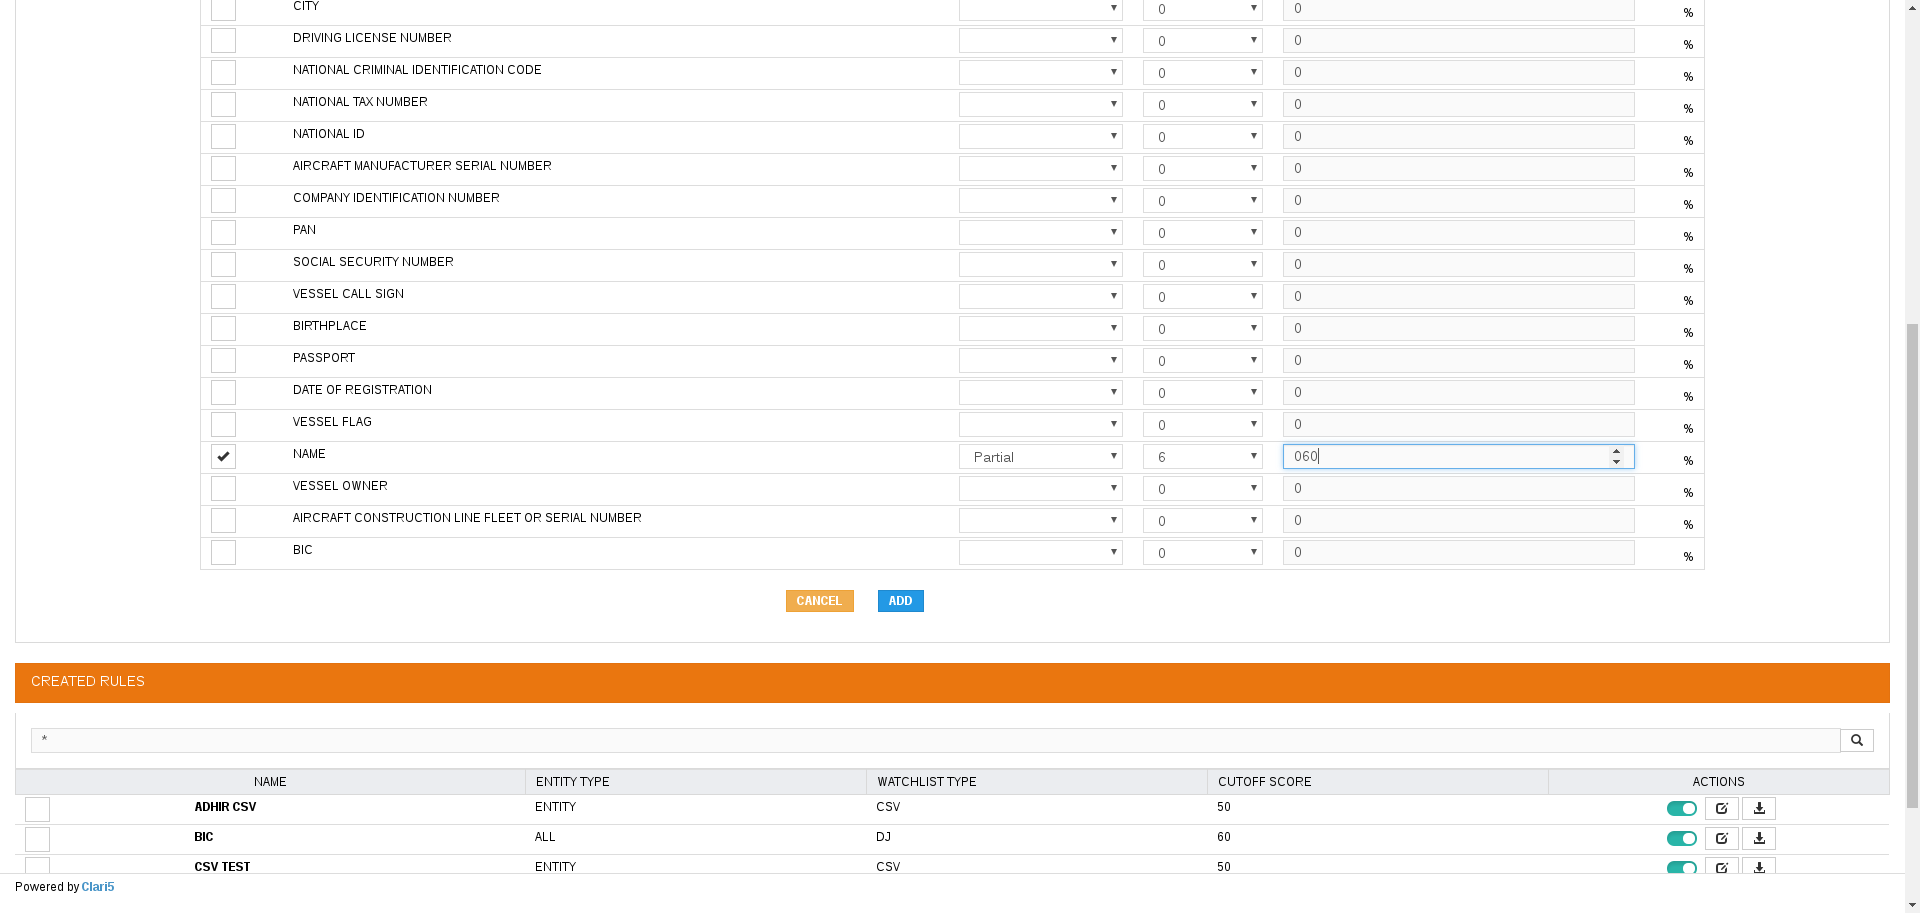 CITY 0 0 %
DRIVING LICENSE NUMBER 0 0 %
NATIONAL CRIMINAL IDENTIFICATION CODE 0 0 %
NATIONAL TAX NUMBER 0 0 %
NATIONAL ID 0 0 %
AIRCRAFT MANUFACTURER SERIAL NUMBER 0 0 %
COMPANY IDENTIFICATION NUMBER 0 0 %
PAN 0 0 %
SOCIAL SECURITY NUMBER 0 0 %
VESSEL CALL SIGN 0 0 %
BIRTHPLACE 0 0 %
PASSPORT 0 0 %
DATE OF REGISTRATION 0 0 %
VESSEL FLAG 0 0 %
NAME Partial 6 060 %
VESSEL OWNER 0 0 %
AIRCRAFT CONSTRUCTION LINE FLEET OR SERIAL NUMBER 0 0 %
BIC 0 0 %
CANCEL ADD
CREATED RULES
*
NAME ENTITY TYPE WATCHLIST TYPE CUTOFF SCORE ACTIONS
ADHIR CSV ENTITY CSV 50
BIC ALL DJ 60
CSV TEST ENTITY CSV 50
Powered by Clari5